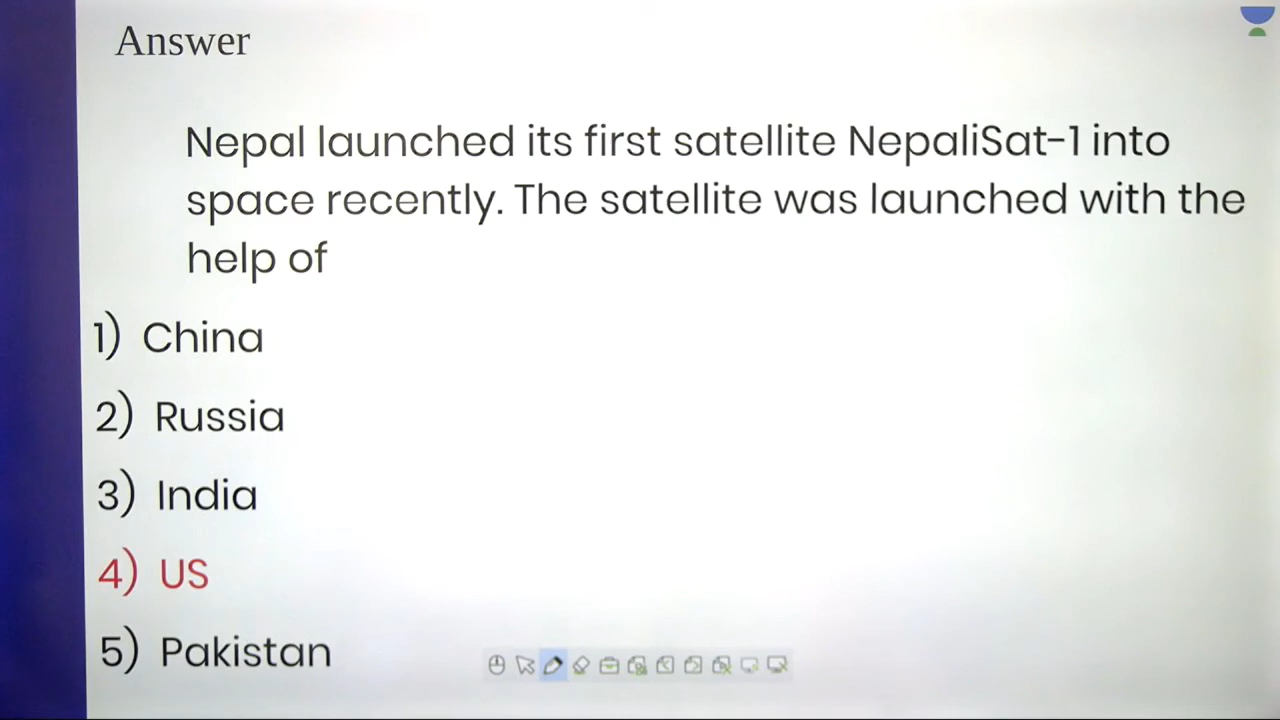 Answer
Nepal launched its first satellite NepaliSat-1 into
space recently. The satellite was launched with the
help of
1) China
2) Russia
3) India
4) US
5) Pakistan